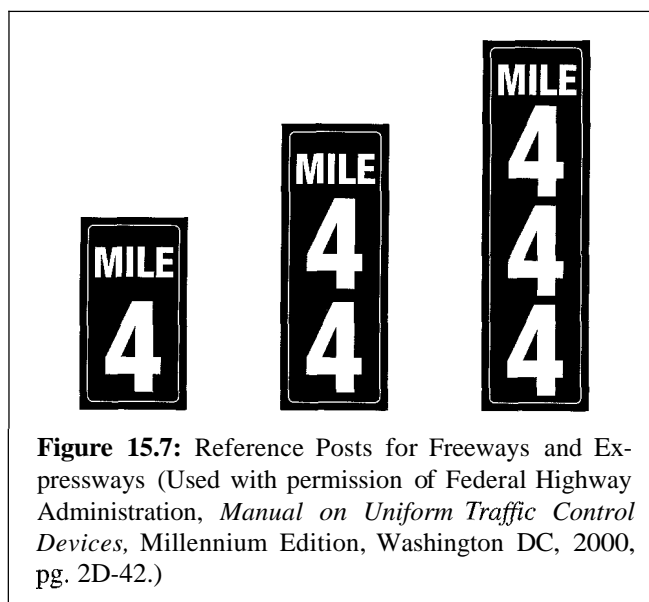 MILE
4
MILE
4
4
MILE
4
4
4
Figure 15.7: Reference Posts for Freeways and Ex-
pressways (Used with permission of Federal Highway
Administration, Manual on Uniform Traffic Control
Devices, Millennium Edition, Washington DC, 2000,
pg. 2D-42.)